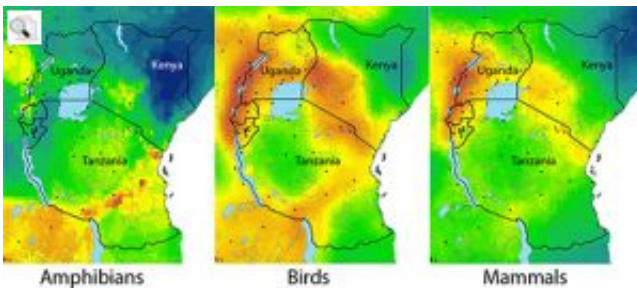 Uganda
Kenya
Tanzania
Uganda
Kenya
Tanzania
Uganda
Kenya
Tanzania
Amphibians
Birds
Mammals